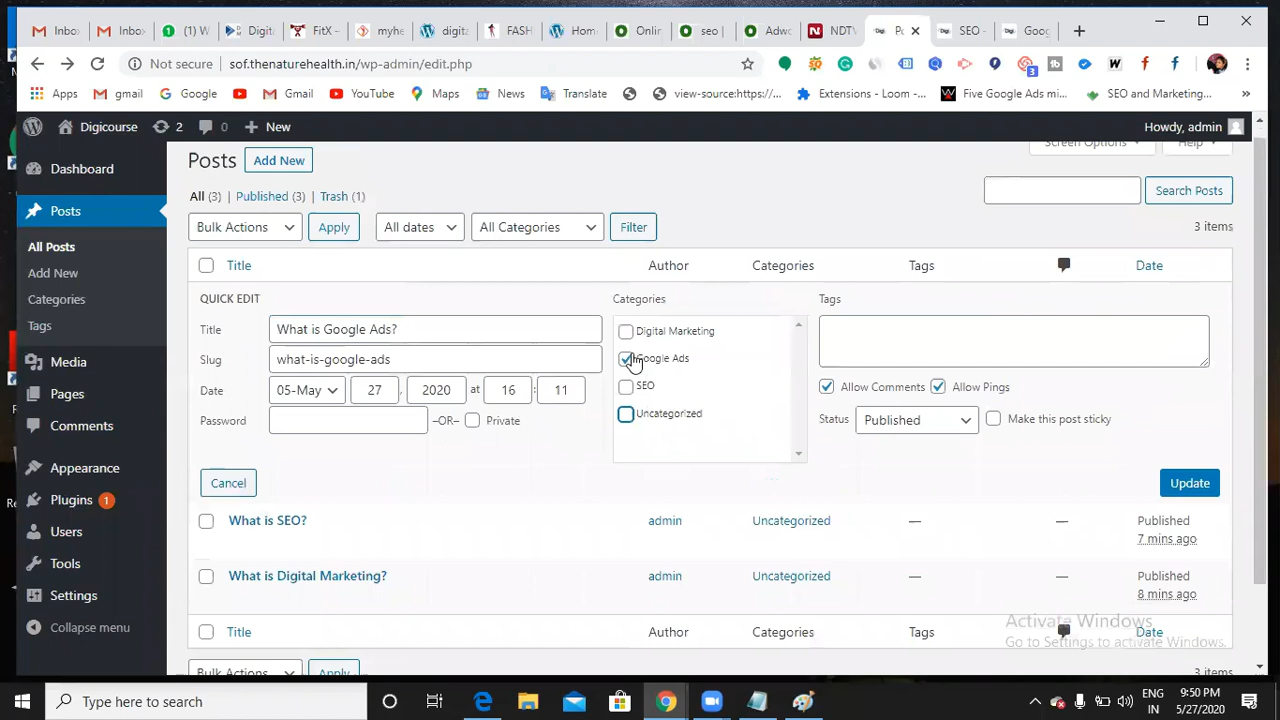 Inbo
Inbo
(1) W
Digit
FitX -
myhe
digita
FASH
Home
Onlin
seo |
Adwo
NDTV
Po
SEO -
Goog
Not secure
sof.thenaturehealth.in/wp-admin/edit.php
3
Apps
gmail
Google
YouTube
Gmail
YouTube
Maps
News
Translate
view-source:https:/...
Extensions - Loom -...
Five Google Ads mi...
SEO and Marketing...
Digicourse
2
0
New
Howdy, admin
Dashboard
Posts
All Posts
Add New
Categories
Tags
Media
Pages
Comments
Appearance
Plugins 1
Users
Tools
Settings
Collapse menu
Posts
Add New
Screen Options
Help
All (3) | Published (3) | Trash (1)
Search Posts
Bulk Actions
Apply
All dates
All Categories
Filter
3 items
Title
Author
Categories
Tags
Date
QUICK EDIT
Title
What is Google Ads?
Slug
what-is-google-ads
Date
05-May 27 , 2020 at 16 : 11
Password
–OR– Private
Categories
Digital Marketing
Google Ads
SEO
Uncategorized
Tags
Allow Comments
Allow Pings
Status
Published
Make this post sticky
Cancel
Update
What is SEO?
admin
Uncategorized
—
—
Published
7 mins ago
What is Digital Marketing?
admin
Uncategorized
—
—
Published
8 mins ago
Title
Author
Categories
Tags
Date
Bulk Actions
Apply
3 items
Activate Windows
Go to Settings to activate Windows.
Type here to search
ENG
IN
9:50 PM
5/27/2020